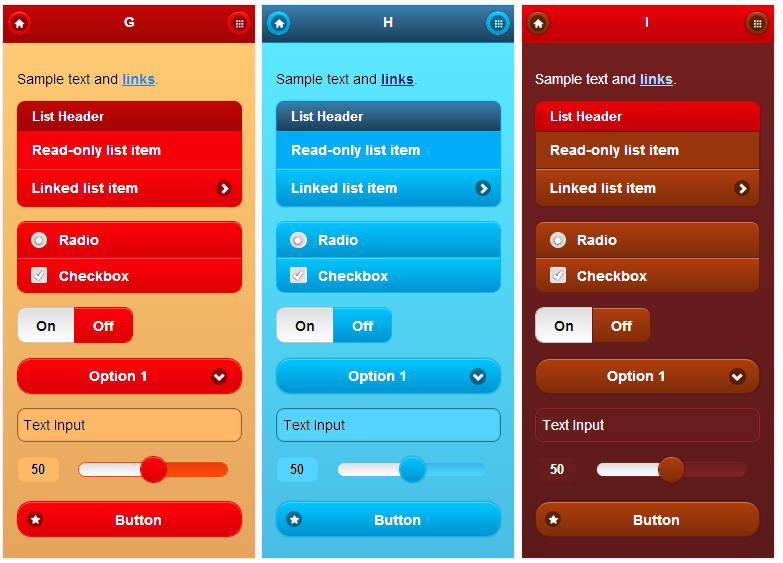 G
Sample text and links.
List Header
Read-only list item
Linked list item
Radio
Checkbox
On Off
Option 1
Text Input
50
Button
H
Sample text and links.
List Header
Read-only list item
Linked list item
Radio
Checkbox
On Off
Option 1
Text Input
50
Button
I
Sample text and links.
List Header
Read-only list item
Linked list item
Radio
Checkbox
On Off
Option 1
Text Input
50
Button